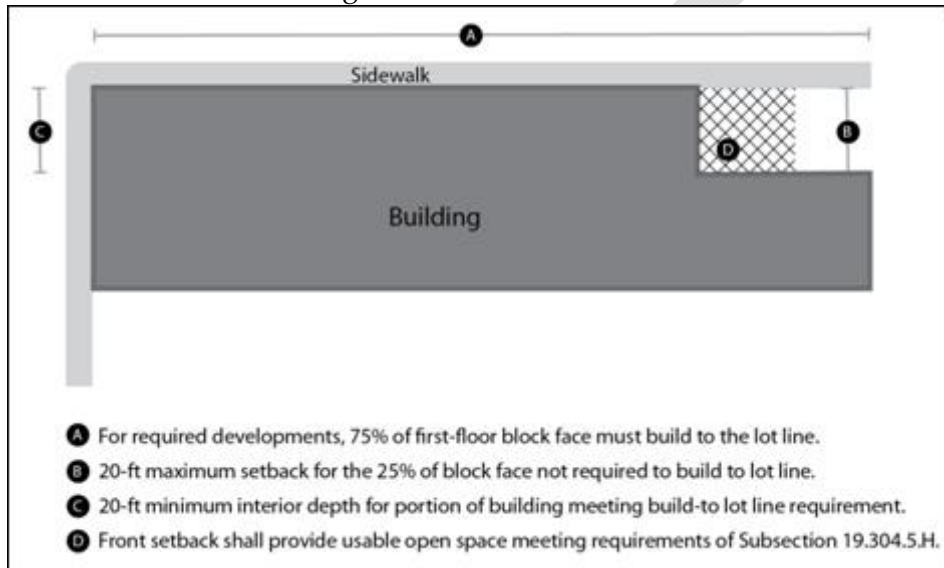 A
Sidewalk
C
B
D
Building
A For required developments, 75% of first-floor block face must build to the lot line.
B 20-ft maximum setback for the 25% of block face not required to build to lot line.
C 20-ft minimum interior depth for portion of building meeting build-to lot line requirement.
D Front setback shall provide usable open space meeting requirements of Subsection 19.304.5.H.